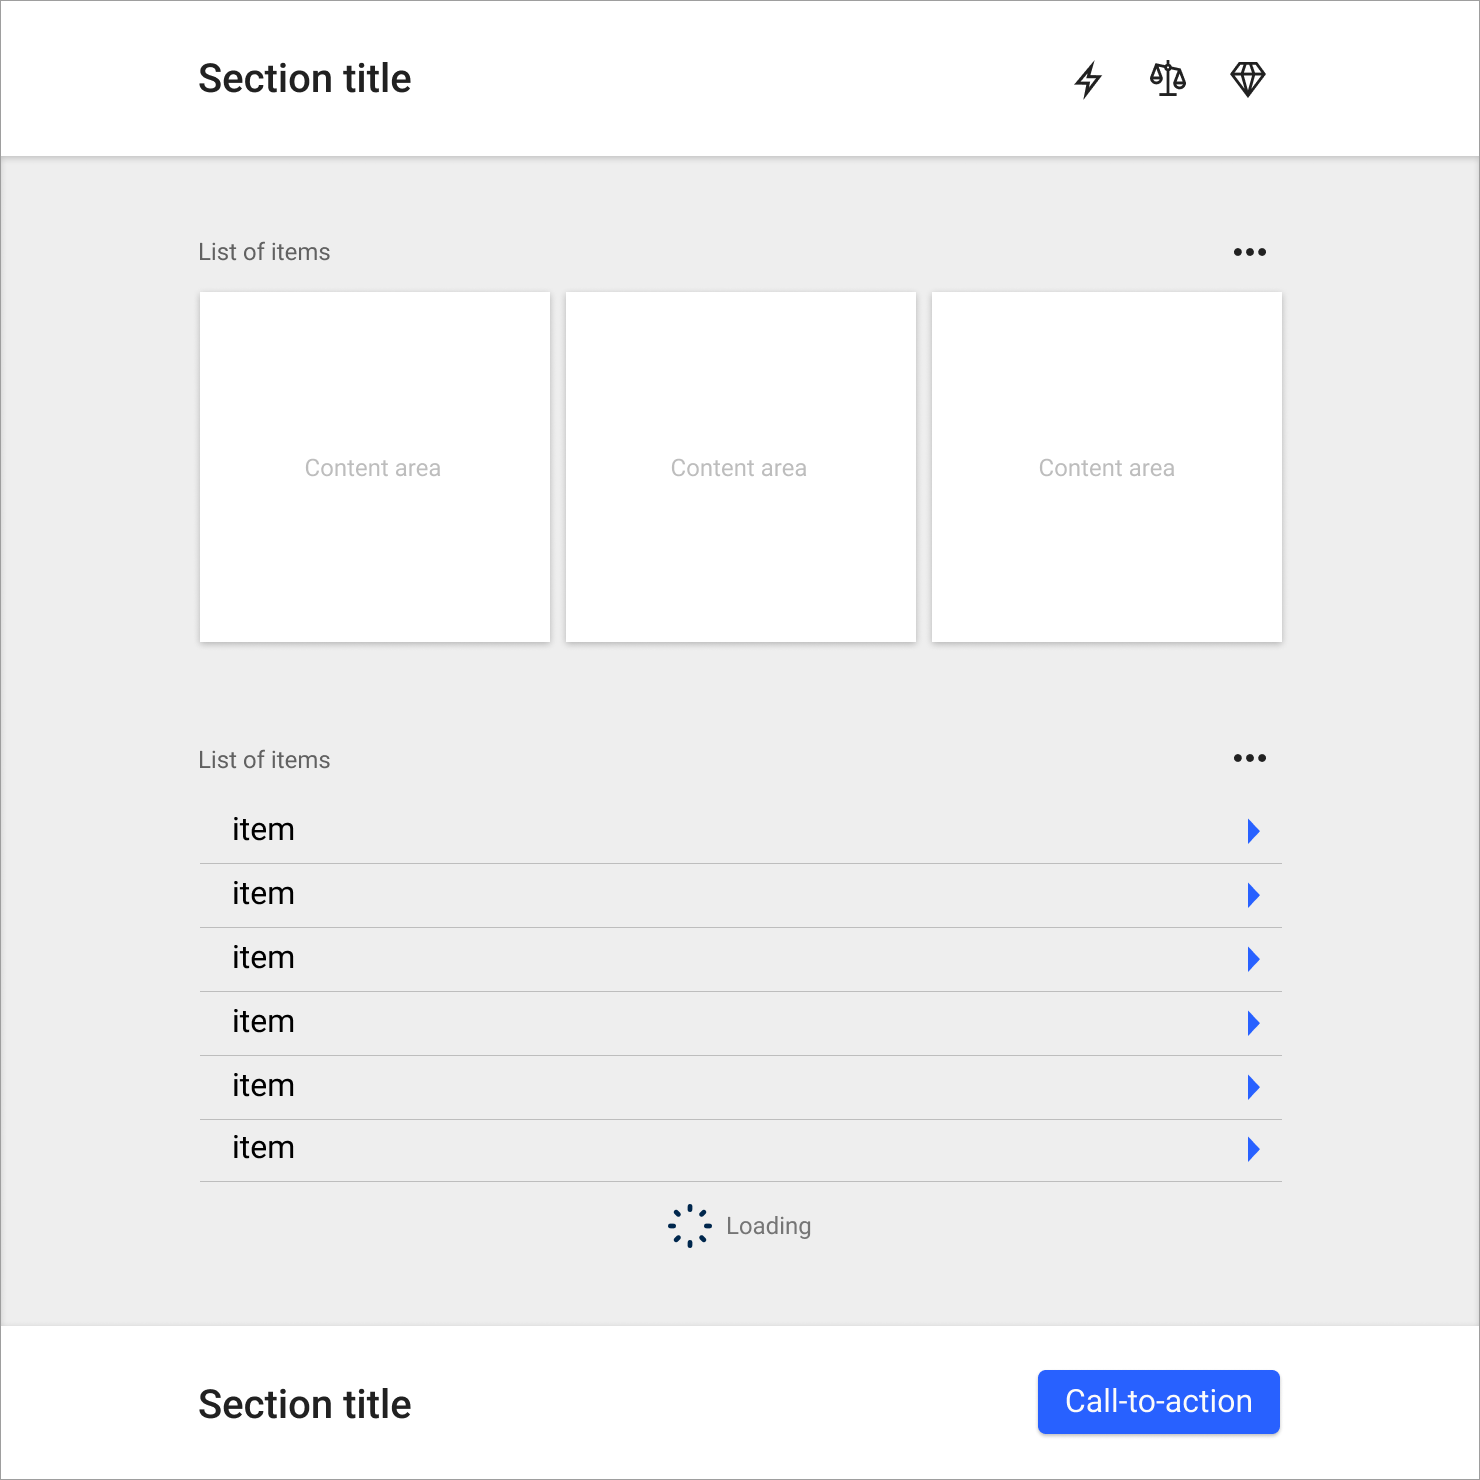 Section title
List of items
Content area
Content area
Content area
List of items
item
item
item
item
item
item
Loading
Section title
Call-to-action